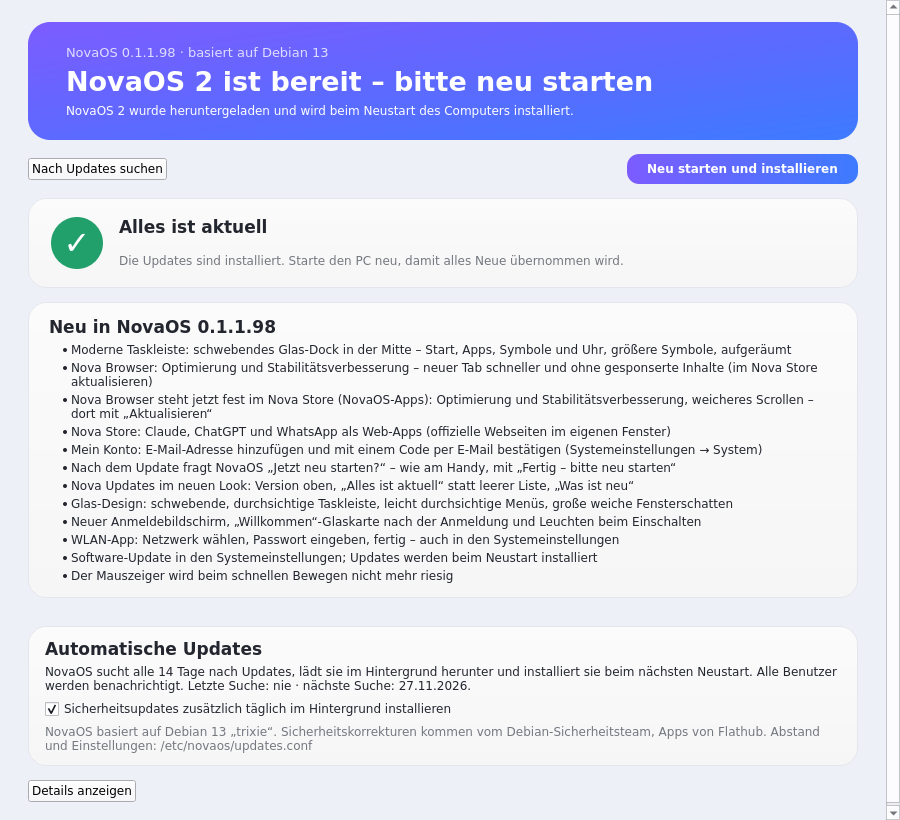 NovaOS 0.1.1.98 · basiert auf Debian 13
NovaOS 2 ist bereit – bitte neu starten
NovaOS 2 wurde heruntergeladen und wird beim Neustart des Computers installiert.
Nach Updates suchen
Neu starten und installieren
✓
Alles ist aktuell
Die Updates sind installiert. Starte den PC neu, damit alles Neue übernommen wird.
Neu in NovaOS 0.1.1.98
• Moderne Taskleiste: schwebendes Glas-Dock in der Mitte – Start, Apps, Symbole und Uhr, größere Symbole, aufgeräumt
• Nova Browser: Optimierung und Stabilitätsverbesserung – neuer Tab schneller und ohne gesponserte Inhalte (im Nova Store
aktualisieren)
• Nova Browser steht jetzt fest im Nova Store (NovaOS-Apps): Optimierung und Stabilitätsverbesserung, weicheres Scrollen –
dort mit „Aktualisieren“
• Nova Store: Claude, ChatGPT und WhatsApp als Web-Apps (offizielle Webseiten im eigenen Fenster)
• Mein Konto: E-Mail-Adresse hinzufügen und mit einem Code per E-Mail bestätigen (Systemeinstellungen → System)
• Nach dem Update fragt NovaOS „Jetzt neu starten?“ – wie am Handy, mit „Fertig – bitte neu starten“
• Nova Updates im neuen Look: Version oben, „Alles ist aktuell“ statt leerer Liste, „Was ist neu“
• Glas-Design: schwebende, durchsichtige Taskleiste, leicht durchsichtige Menüs, große weiche Fensterschatten
• Neuer Anmeldebildschirm, „Willkommen“-Glaskarte nach der Anmeldung und Leuchten beim Einschalten
• WLAN-App: Netzwerk wählen, Passwort eingeben, fertig – auch in den Systemeinstellungen
• Software-Update in den Systemeinstellungen; Updates werden beim Neustart installiert
• Der Mauszeiger wird beim schnellen Bewegen nicht mehr riesig
Automatische Updates
NovaOS sucht alle 14 Tage nach Updates, lädt sie im Hintergrund herunter und installiert sie beim nächsten Neustart. Alle Benutzer
werden benachrichtigt. Letzte Suche: nie · nächste Suche: 27.11.2026.
Sicherheitsupdates zusätzlich täglich im Hintergrund installieren
NovaOS basiert auf Debian 13 „trixie“. Sicherheitskorrekturen kommen vom Debian-Sicherheitsteam, Apps von Flathub. Abstand
und Einstellungen: /etc/novaos/updates.conf
Details anzeigen